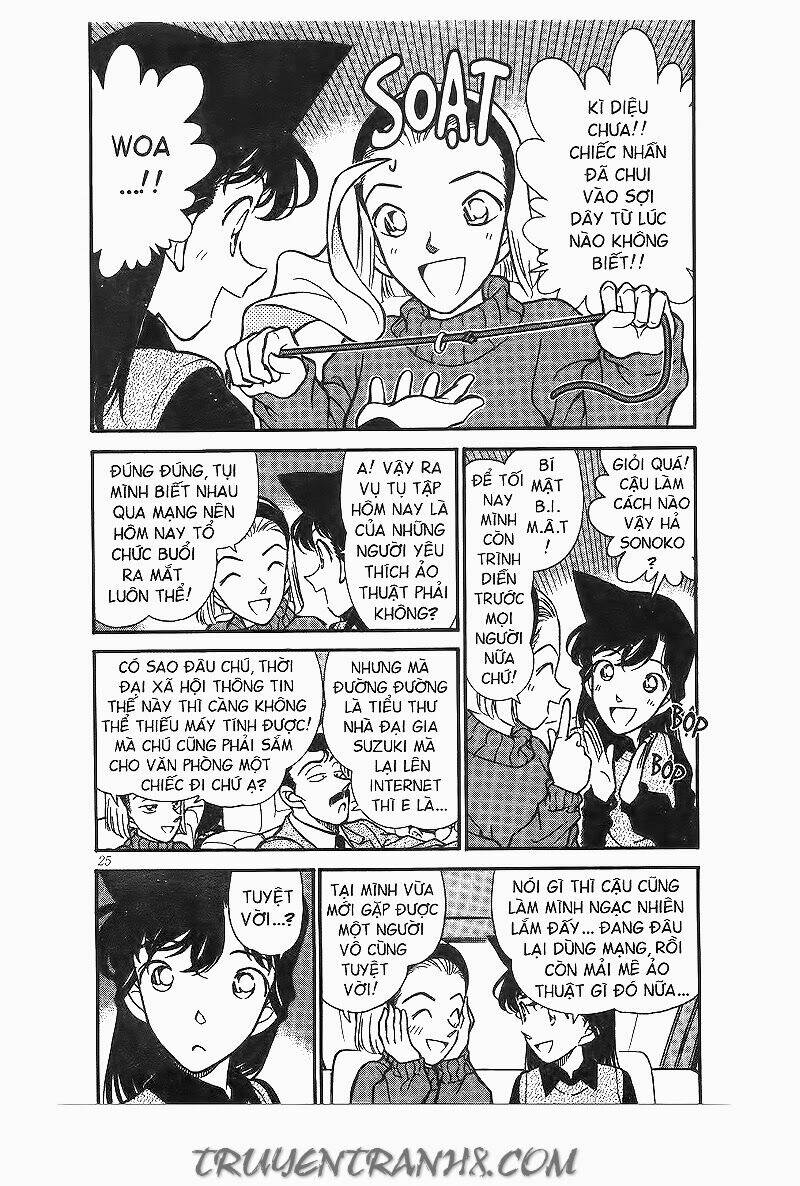 KÌ DIỆU
CHƯA!!
CHIẾC NHẪN
ĐÃ CHUI
VÀO SỢI
DÂY TỪ LÚC
NÀO KHÔNG
BIẾT!!
SOẠT
WOA
...!!
GIỎI QUÁ!
CẬU LÀM
CÁCH NÀO
VẬY HẢ
SONOKO
?
BÍ
MẬT
B.I.
M.Â.T
!
ĐỂ TỐI
NAY
MÌNH
CÒN
TRÌNH
DIỄN
TRƯỚC
MỌI
NGƯỜI
NỮA
CHỨ!
BỘP
BỘP
A! VẬY RA
VỤ TỤ TẬP
HÔM NAY LÀ
CỦA NHỮNG
NGƯỜI YÊU
THÍCH ẢO
THUẬT PHẢI
KHÔNG?
ĐÚNG ĐÚNG, TỤI
MÌNH BIẾT NHAU
QUA MẠNG NÊN
HÔM NAY TỔ
CHỨC BUỔI
RA MẮT
LUÔN THỂ!
NHƯNG MÀ
ĐƯỜNG ĐƯỜNG
LÀ TIỂU THƯ
NHÀ ĐẠI GIA
SUZUKI MÀ
LẠI LÊN
INTERNET
THÌ E LÀ...
CÓ SAO ĐÂU CHÚ, THỜI
ĐẠI XÃ HỘI THÔNG TIN
THẾ NÀY THÌ CÀNG KHÔNG
THỂ THIẾU MÁY TÍNH ĐƯỢC!
MÀ CHÚ CŨNG PHẢI SẮM
CHO VĂN PHÒNG MỘT
CHIẾC ĐI CHỨ Ạ?
25
NÓI GÌ THÌ CẬU CŨNG
LÀM MÌNH NGẠC NHIÊN
LẮM ĐẤY... ĐANG ĐÂU
LẠI DÙNG MẠNG, RỒI
CÒN MẢI MÊ ẢO
THUẬT GÌ ĐÓ NỮA...
TẠI MÌNH VỪA
MỚI GẶP ĐƯỢC
MỘT NGƯỜI
VÔ CÙNG
TUYỆT
VỜI!
TUYỆT
VỜI...?
TRUYENTRANH8.COM